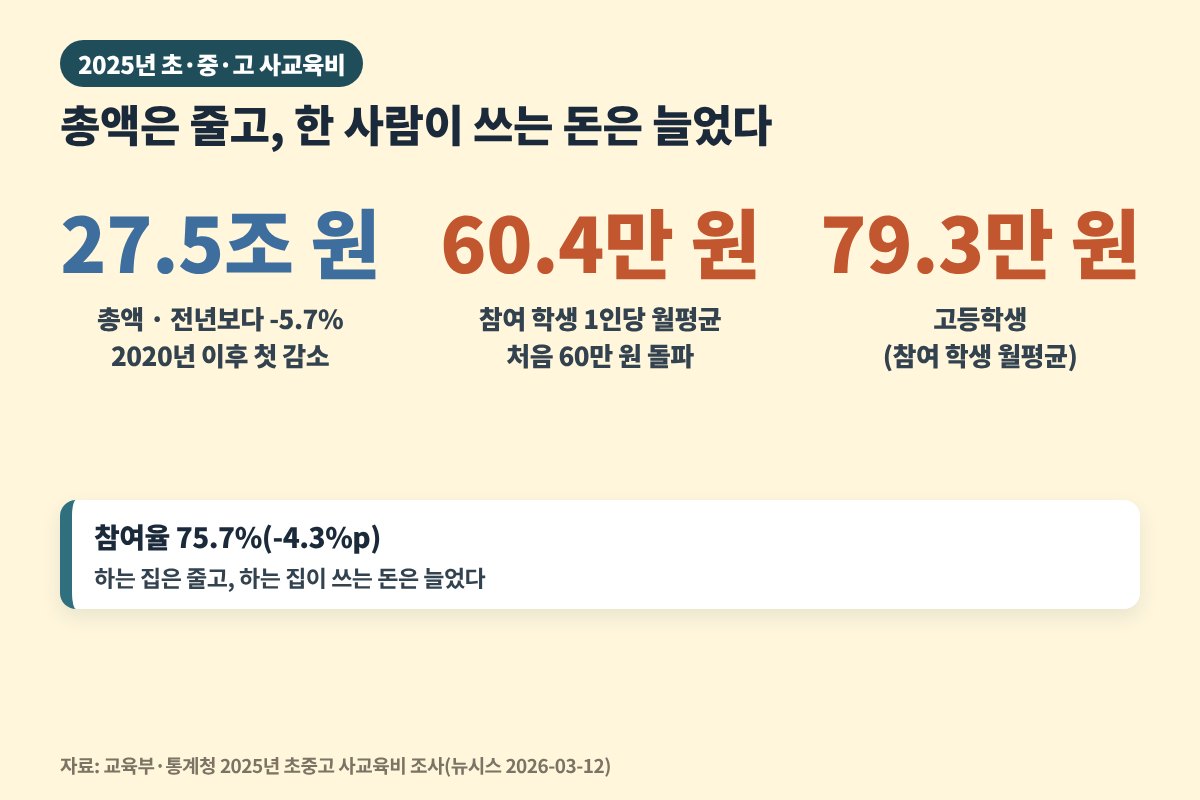 2025년 초·중·고 사교육비
총액은 줄고, 한 사람이 쓰는 돈은 늘었다
27.5조 원
총액 · 전년보다 -5.7%
2020년 이후 첫 감소
60.4만 원
참여 학생 1인당 월평균
처음 60만 원 돌파
79.3만 원
고등학생
(참여 학생 월평균)
참여율 75.7%(-4.3%p)
하는 집은 줄고, 하는 집이 쓰는 돈은 늘었다
자료: 교육부·통계청 2025년 초중고 사교육비 조사(뉴시스 2026-03-12)